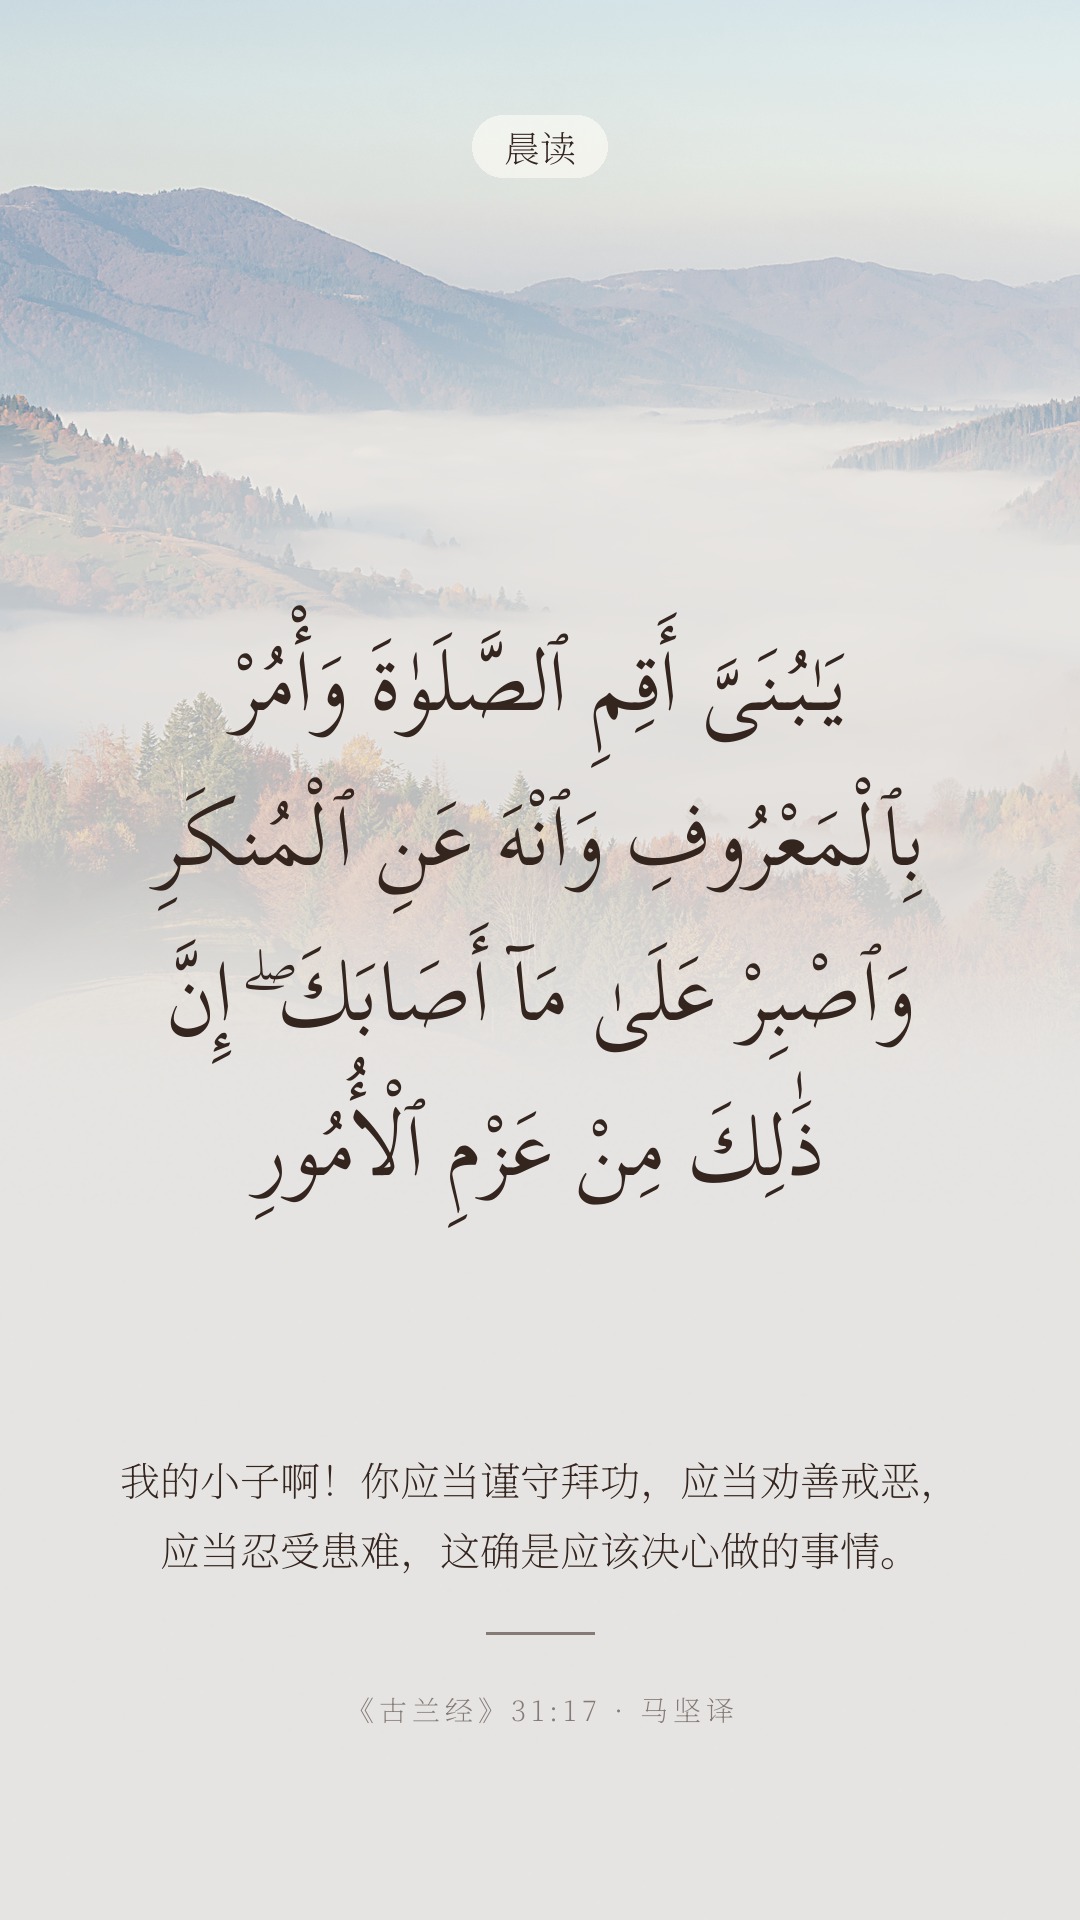 晨读
يَـٰبُنَىَّ أَقِمِ ٱلصَّلَوٰةَ وَأْمُرْ
بِٱلْمَعْرُوفِ وَٱنْهَ عَنِ ٱلْمُنكَرِ
وَٱصْبِرْ عَلَىٰ مَآ أَصَابَكَ ۖ إِنَّ
ذَٰلِكَ مِنْ عَزْمِ ٱلْأُمُورِ
我的小子啊！你应当谨守拜功，应当劝善戒恶，
应当忍受患难，这确是应该决心做的事情。
《古兰经》31:17 · 马坚译